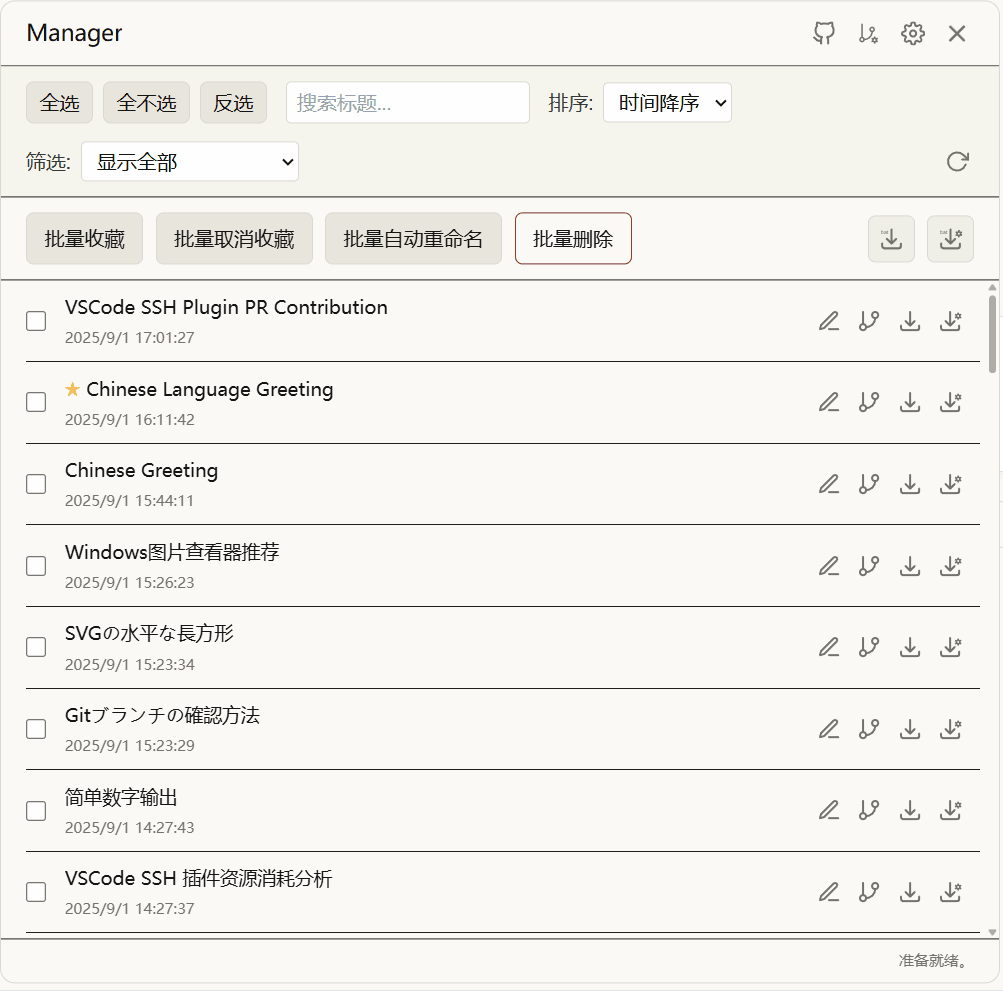 Manager
全选 全不选 反选 搜索标题... 排序: 时间降序
筛选: 显示全部
批量收藏 批量取消收藏 批量自动重命名 批量删除
VSCode SSH Plugin PR Contribution
2025/9/1 17:01:27
Chinese Language Greeting
2025/9/1 16:11:42
Chinese Greeting
2025/9/1 15:44:11
Windows图片查看器推荐
2025/9/1 15:26:23
SVGの水平な長方形
2025/9/1 15:23:34
Gitブランチの確認方法
2025/9/1 15:23:29
简单数字输出
2025/9/1 14:27:43
VSCode SSH 插件资源消耗分析
2025/9/1 14:27:37
准备就绪。